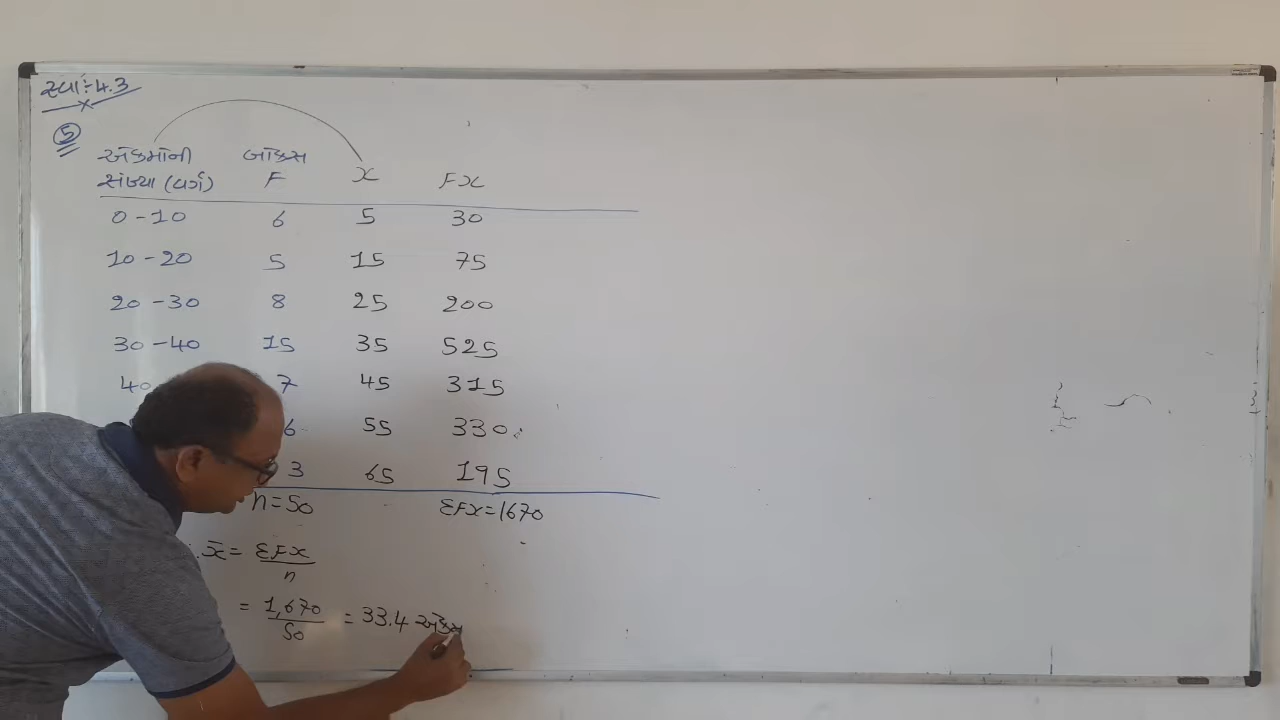 સ્વા: 4.3
5
એકમોની બોક્સ
સંખ્યા (વર્ગ) F x Fx
0 - 10 6 5 30
10 - 20 5 15 75
20 - 30 8 25 200
30 - 40 15 35 525
40 7 45 315
6 55 330
3 65 195
n = 50 ΣFx = 1670
x̄ = ΣFx / n
= 1,670 / 50 = 33.4